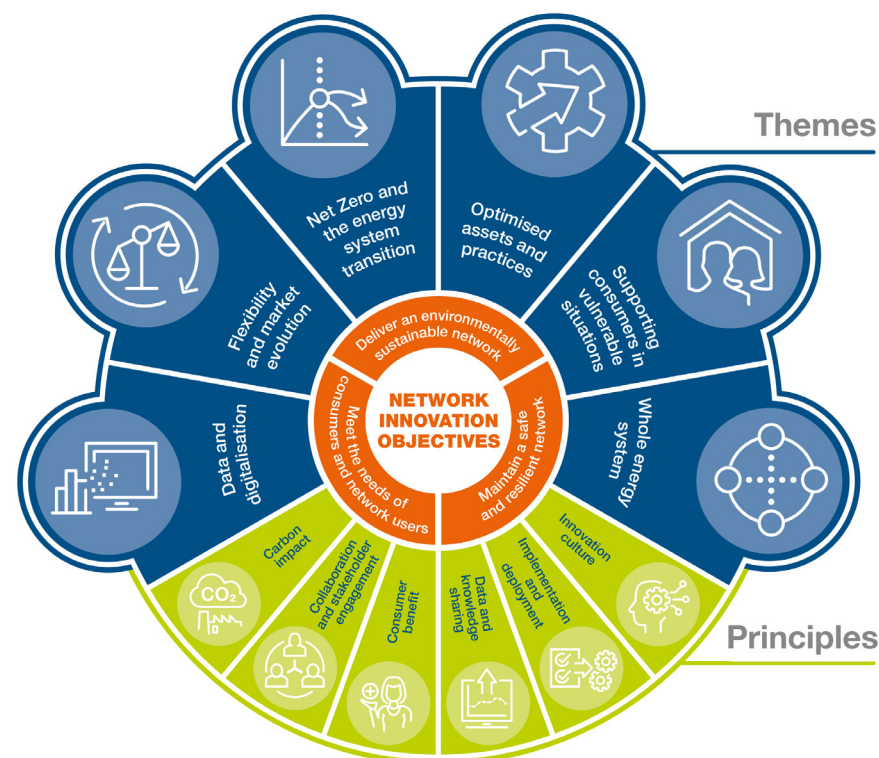 Themes
Net Zero and
the energy
system
transition
Optimised
assets and
practices
Flexibility
and market
evolution
Supporting
consumers in
vulnerable
situations
Data and
digitalisation
Whole energy
system
Deliver an environmentally
sustainable network
Meet the needs of
consumers and network users
Maintain a safe
and resilient network
NETWORK
INNOVATION
OBJECTIVES
Carbon
impact
CO₂
Collaboration
and stakeholder
engagement
Consumer
benefit
Data and
knowledge
sharing
Implementation
and
deployment
Innovation
culture
Principles